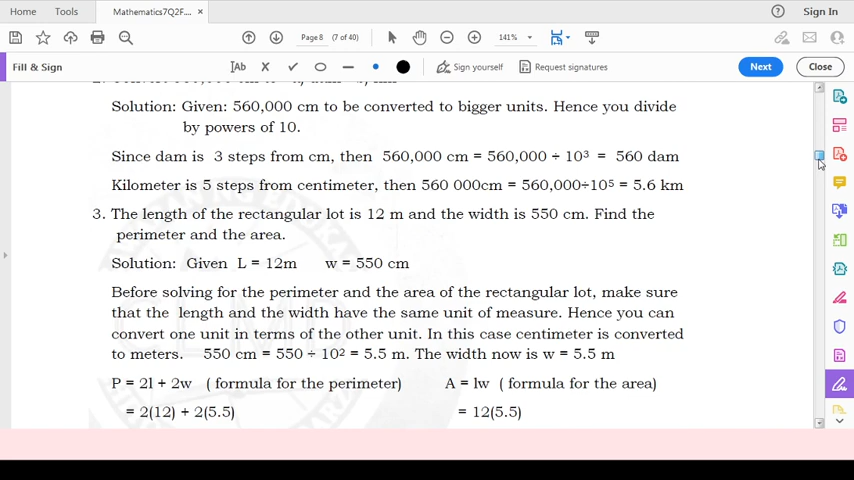 Home Tools Mathematics7Q2F... × Sign In
Page 8 (7 of 40) 141%
Fill & Sign Ab Sign yourself Request signatures Next Close
Solution: Given: 560,000 cm to be converted to bigger units. Hence you divide
by powers of 10.
Since dam is 3 steps from cm, then 560,000 cm = 560,000 ÷ 10³ = 560 dam
Kilometer is 5 steps from centimeter, then 560 000cm = 560,000÷10⁵ = 5.6 km
3. The length of the rectangular lot is 12 m and the width is 550 cm. Find the
perimeter and the area.
Solution: Given L = 12m w = 550 cm
Before solving for the perimeter and the area of the rectangular lot, make sure
that the length and the width have the same unit of measure. Hence you can
convert one unit in terms of the other unit. In this case centimeter is converted
to meters. 550 cm = 550 ÷ 10² = 5.5 m. The width now is w = 5.5 m
P = 2l + 2w ( formula for the perimeter) A = lw ( formula for the area)
= 2(12) + 2(5.5) = 12(5.5)